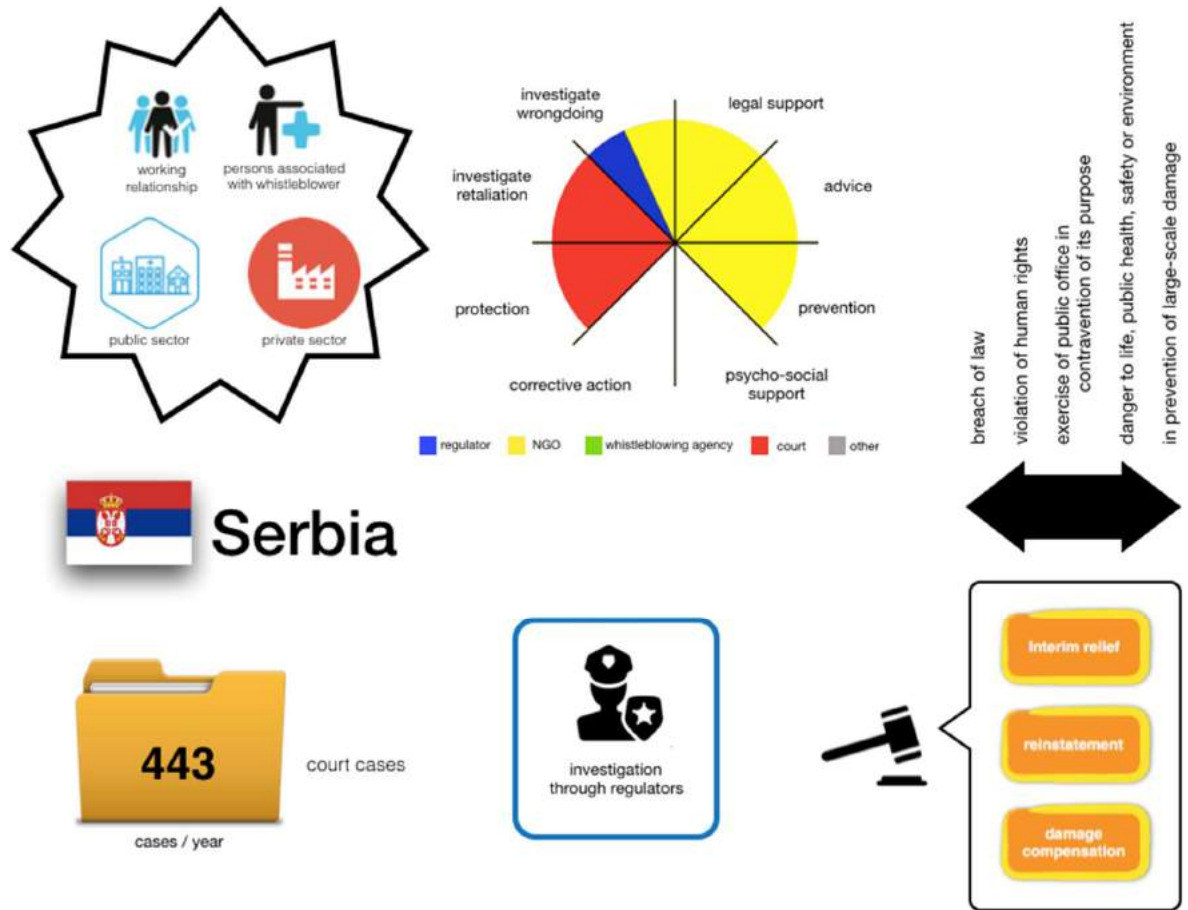 working
relationship
persons associated
with whistleblower
public sector
private sector
investigate
wrongdoing
legal support
investigate
retaliation
advice
protection
prevention
corrective action
psycho-social
support
regulator
NGO
whistleblowing agency
court
other
breach of law
violation of human rights
exercise of public office in
contravention of its purpose
danger to life, public health, safety or environment
in prevention of large-scale damage
Serbia
443
court cases
cases / year
investigation
through regulators
Interim relief
reinstatement
damage
compensation